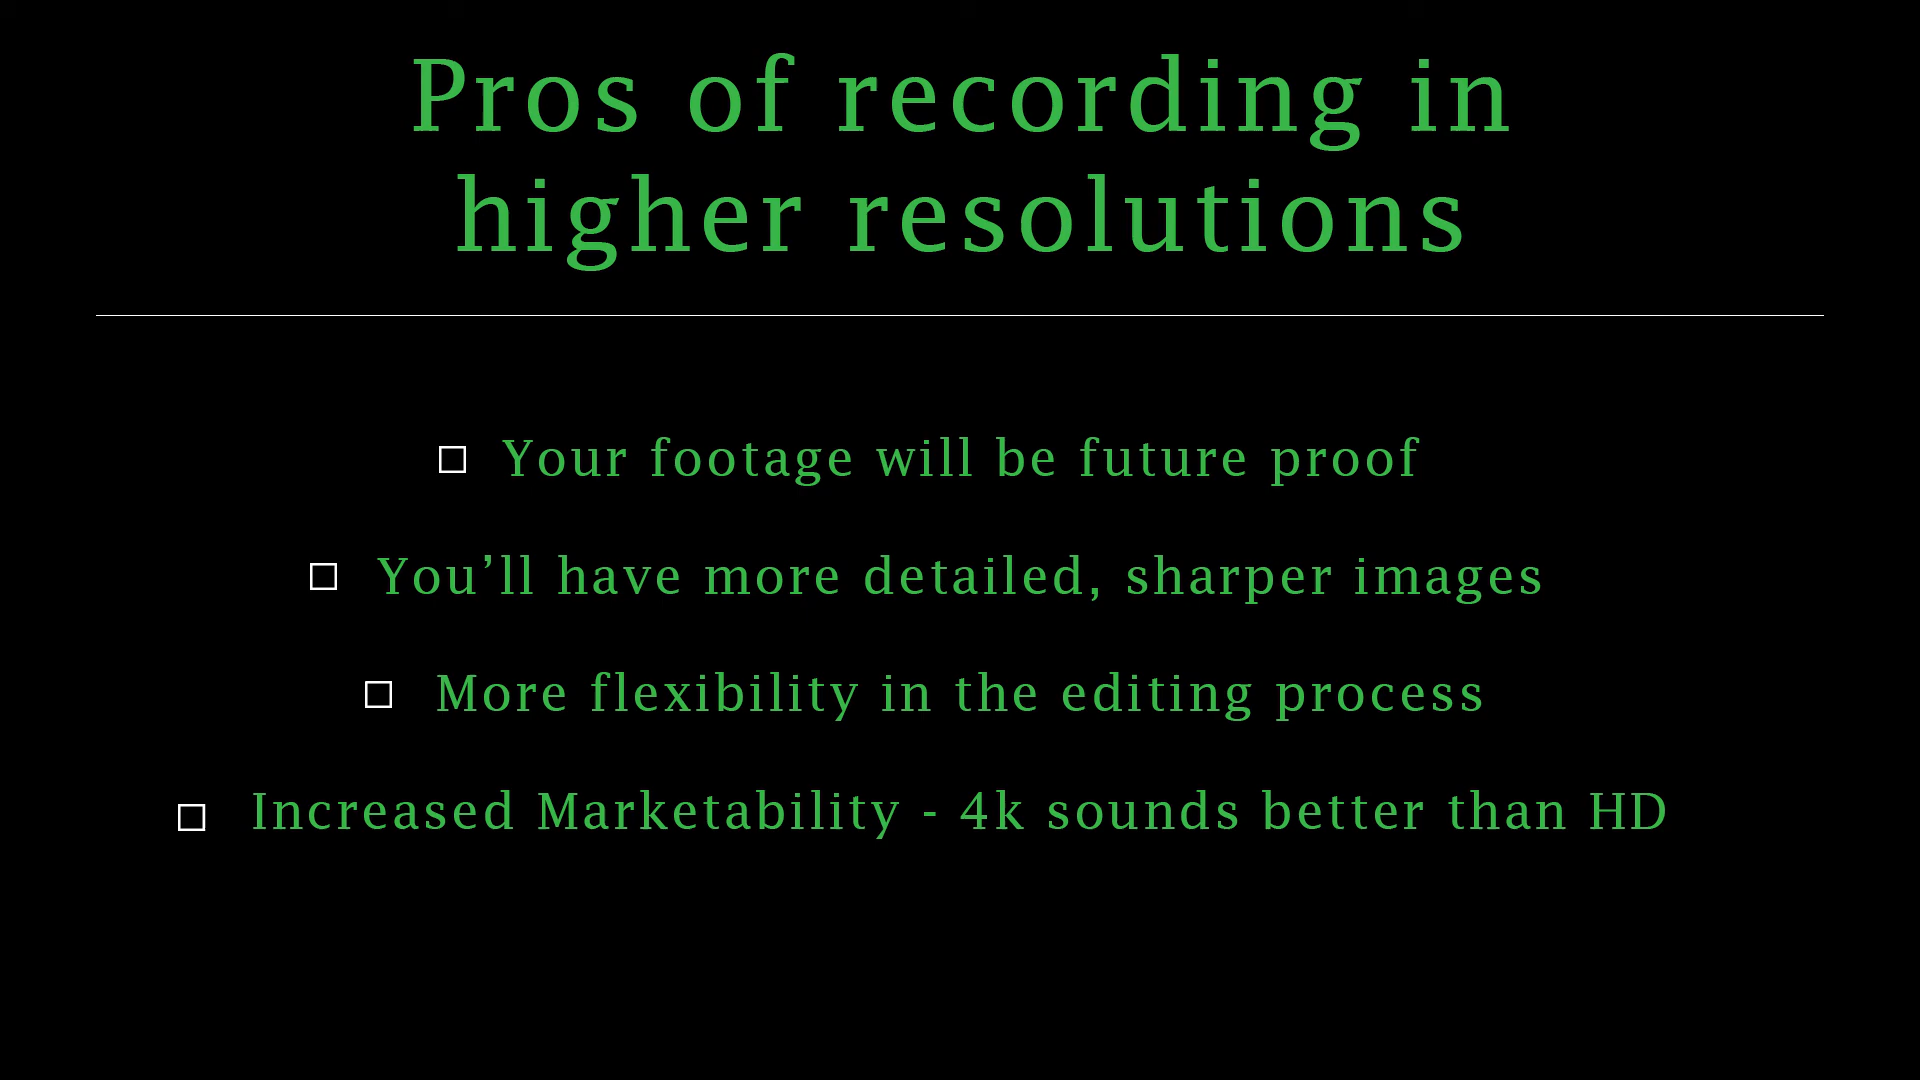 Pros of recording in
higher resolutions
Your footage will be future proof
You’ll have more detailed, sharper images
More flexibility in the editing process
Increased Marketability - 4k sounds better than HD